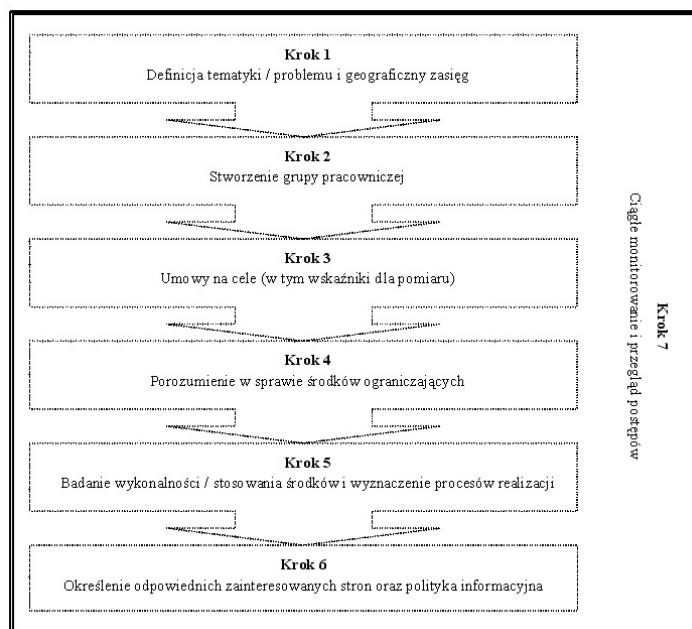 Krok 1
Definicja tematyki / problemu i geograficzny zasięg
Krok 2
Stworzenie grupy pracowniczej
Krok 3
Umowy na cele (w tym wskaźniki dla pomiaru)
Krok 4
Porozumienie w sprawie środków ograniczających
Krok 5
Badanie wykonalności / stosowania środków i wyznaczenie procesów realizacji
Krok 6
Określenie odpowiednich zainteresowanych stron oraz polityka informacyjna
Krok 7
Ciągłe monitorowanie i przegląd postępów